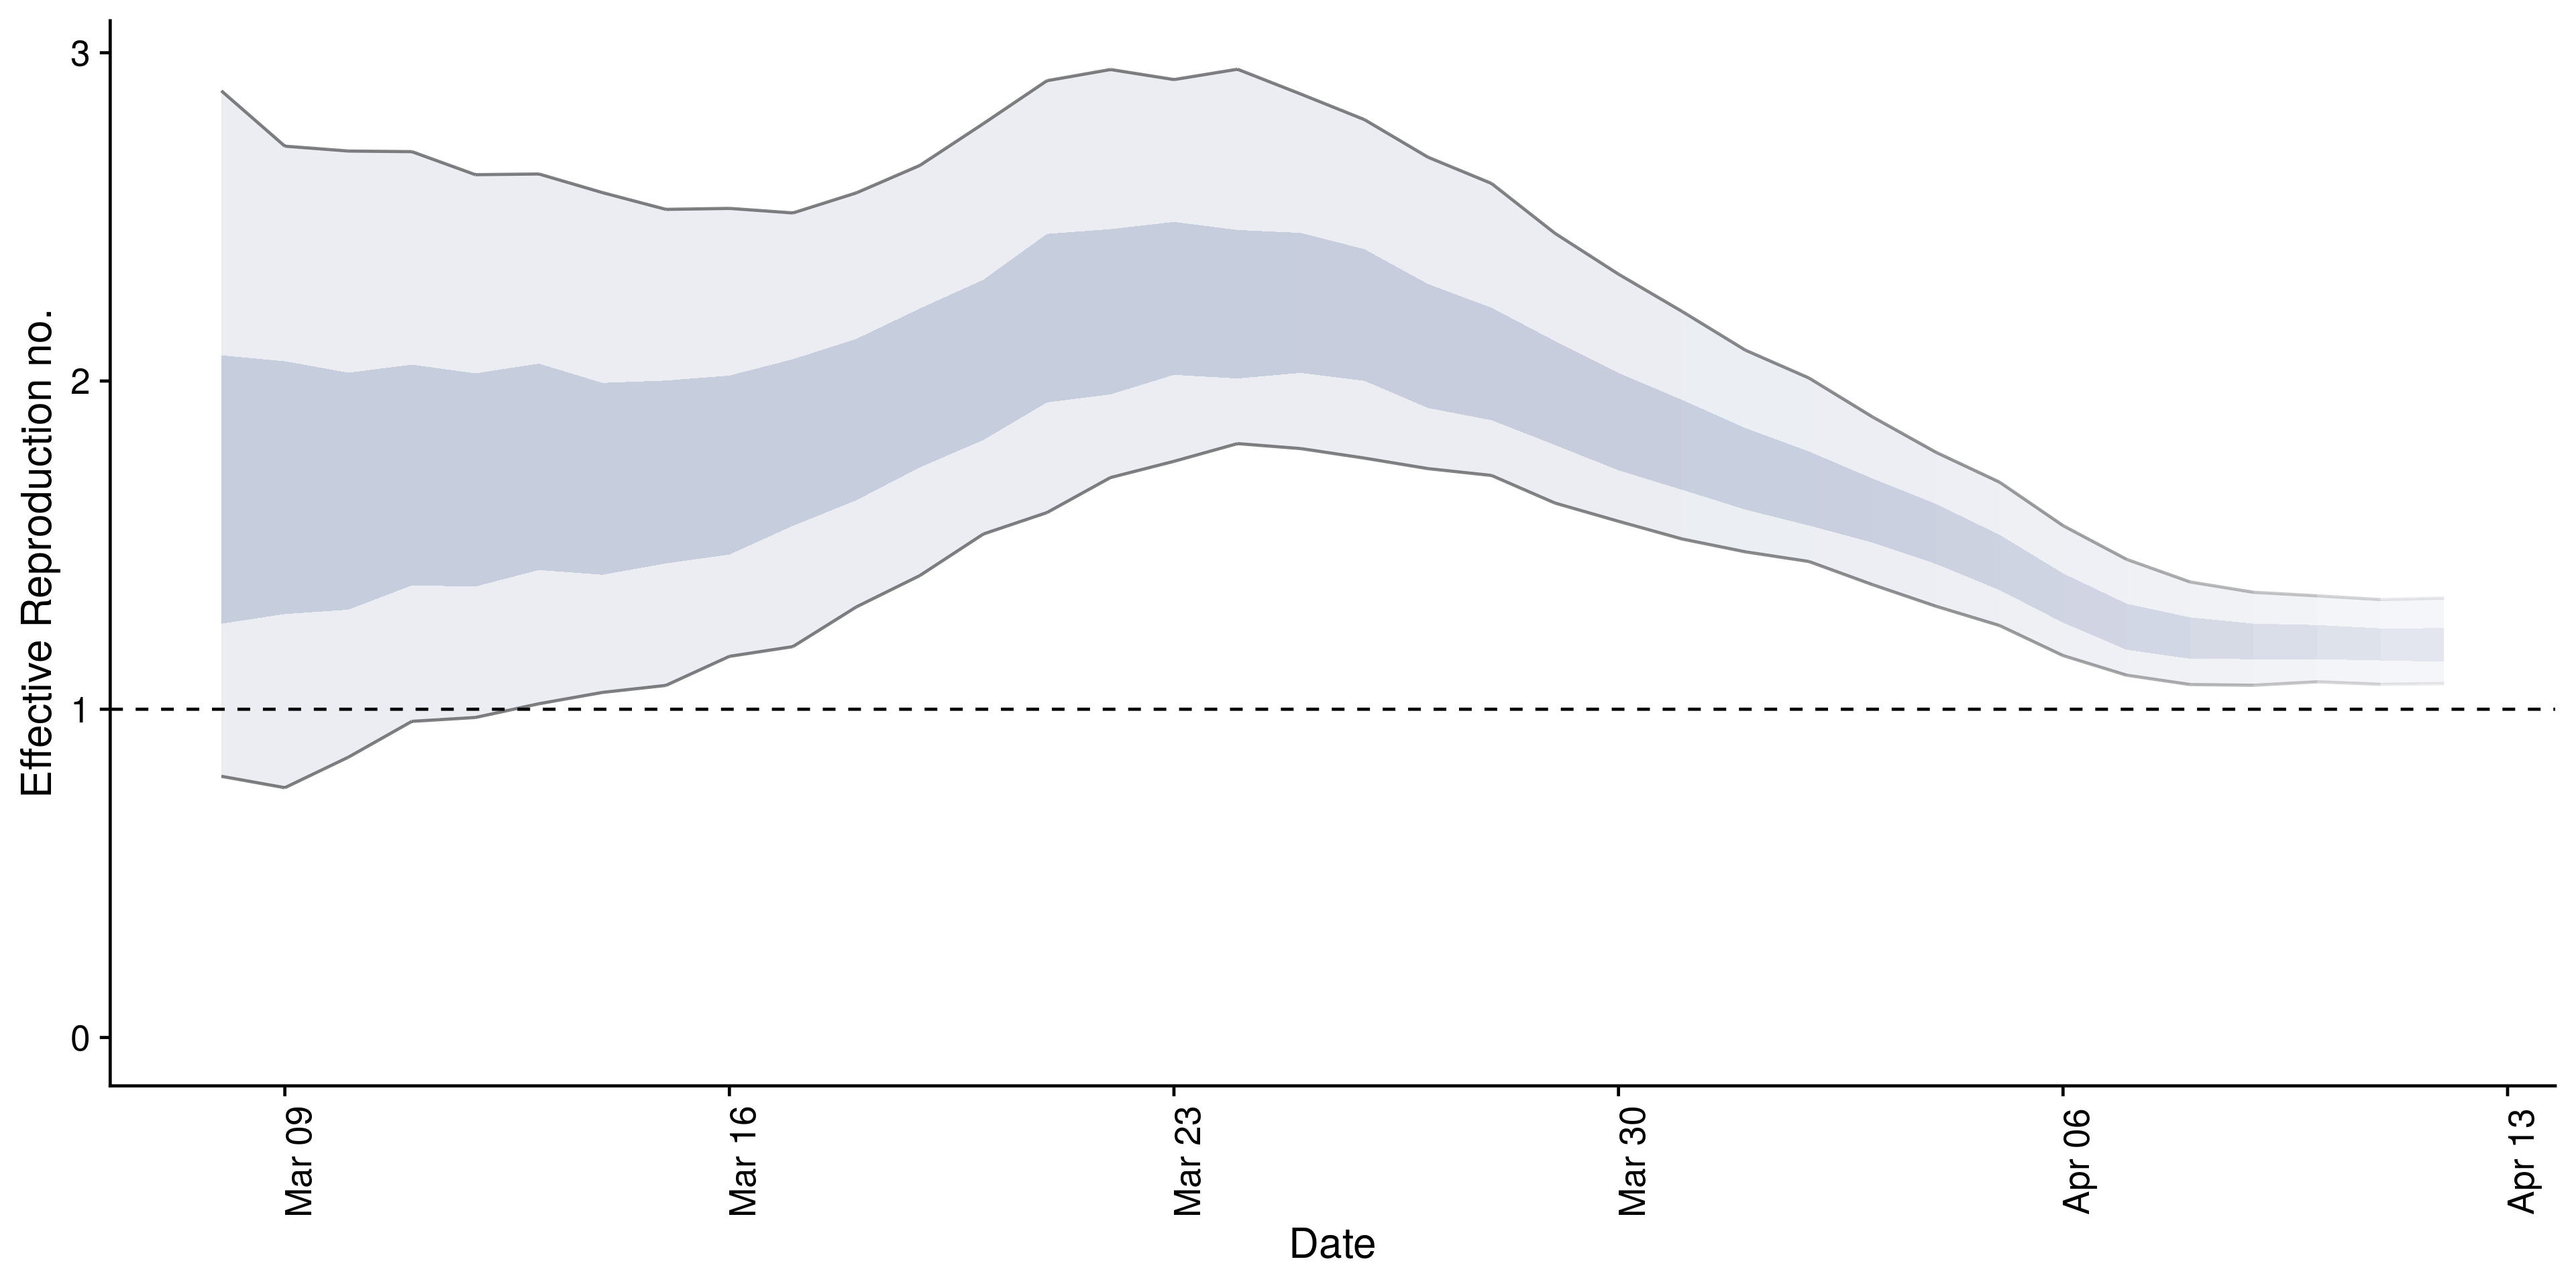 Effective Reproduction no.
3
2
1
0
Mar 09
Mar 16
Mar 23
Mar 30
Apr 06
Apr 13
Date